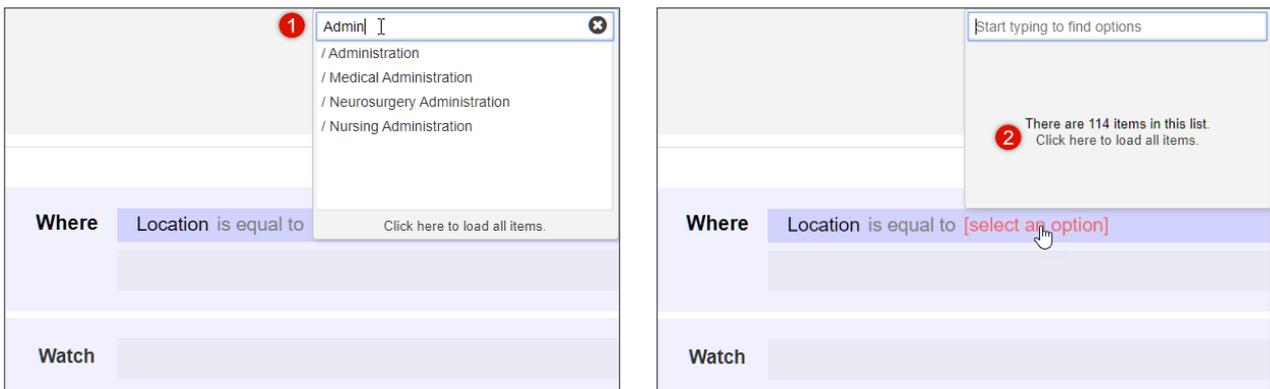 1 Admin
/ Administration
/ Medical Administration
/ Neurosurgery Administration
/ Nursing Administration
Click here to load all items.
Where Location is equal to
Watch
Start typing to find options
There are 114 items in this list.
2 Click here to load all items.
Where Location is equal to [select an option]
Watch